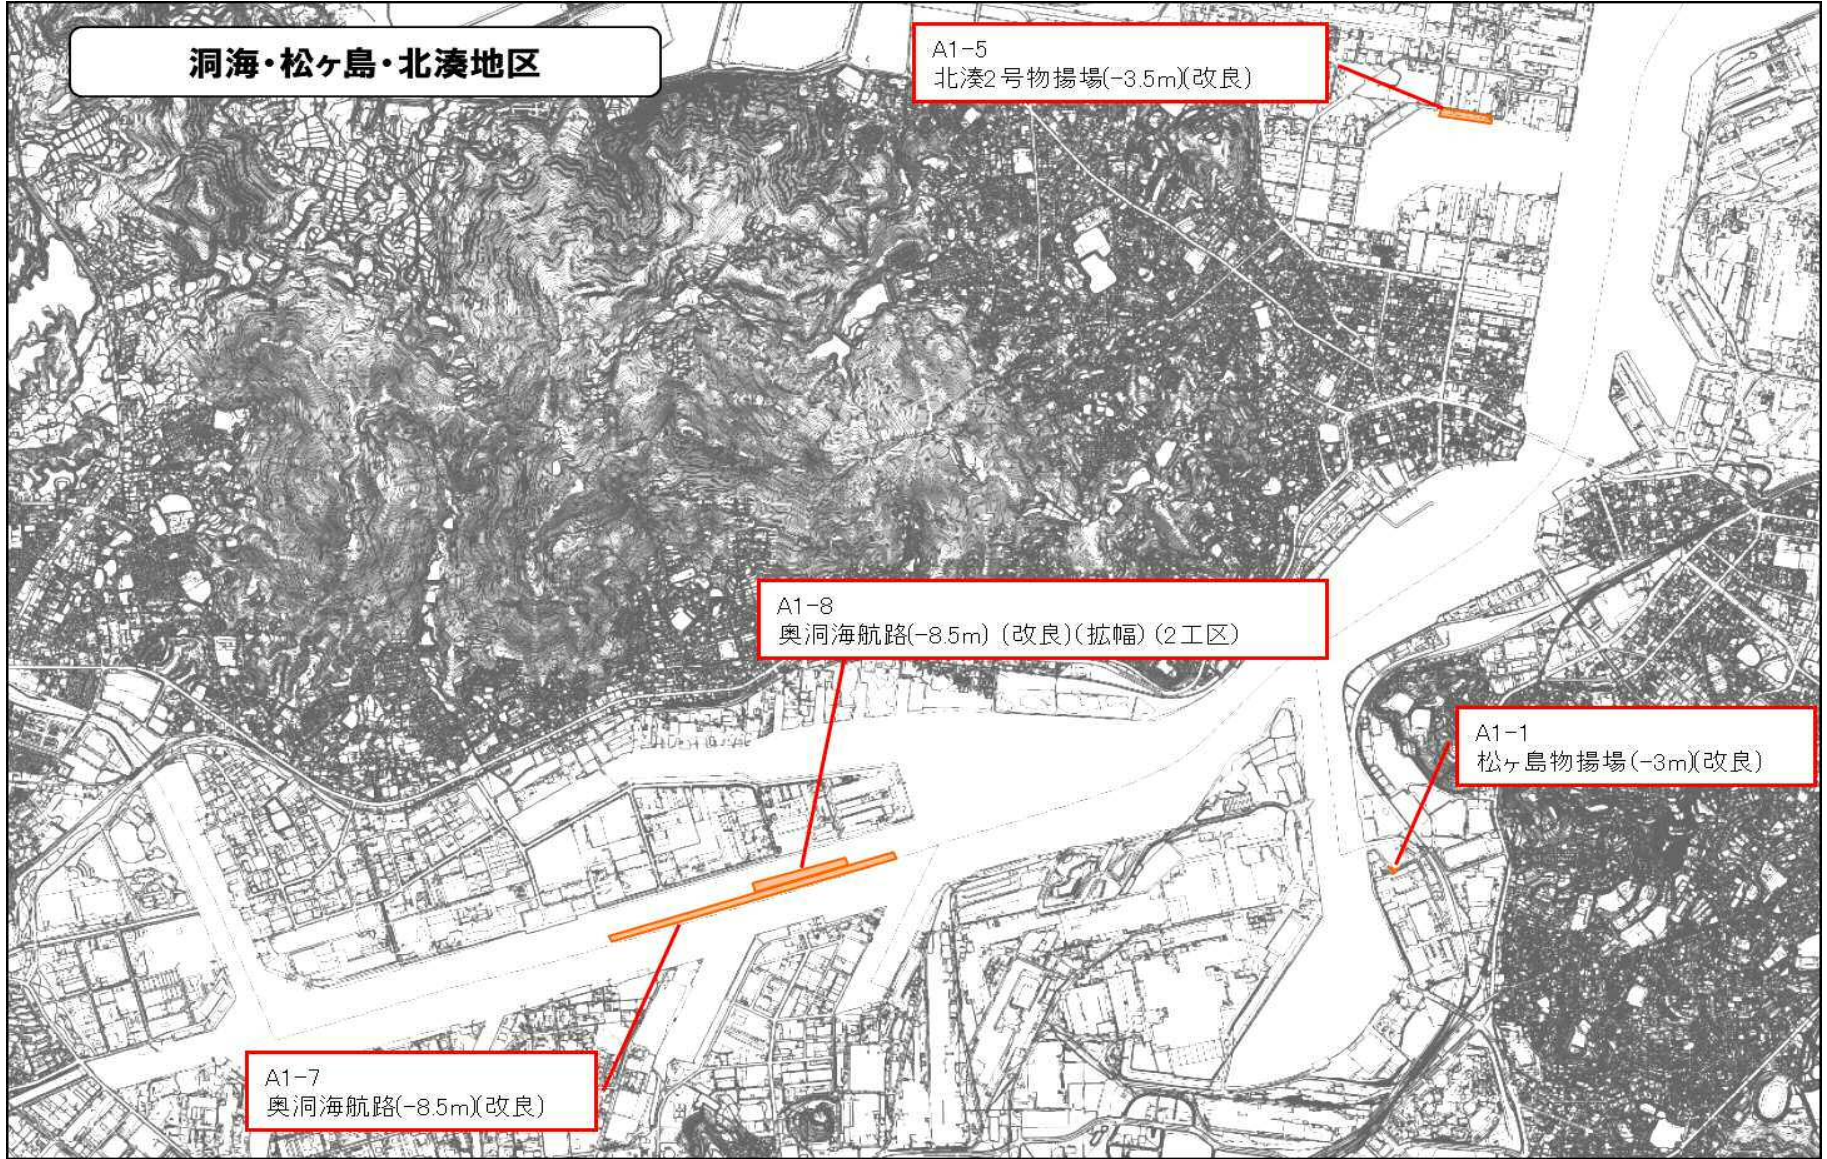 洞海・松ヶ島・北湊地区
A1-5
北湊2号物揚場(-3.5m)(改良)
A1-8
奥洞海航路(-8.5m) (改良)(拡幅) (2工区)
A1-1
松ヶ島物揚場(-3m)(改良)
A1-7
奥洞海航路(-8.5m)(改良)